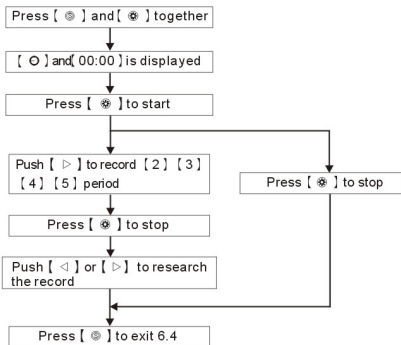 Press【 Ⓢ 】and【 ❂ 】together
【 O 】and【 00:00 】is displayed
Press【 ❂ 】to start
Push【 ▷ 】to record【2】【3】
【4】【5】period
Press【 ❂ 】to stop
Press【 ❂ 】to stop
Push【 ◁ 】or【 ▷ 】to research
the record
Press【 Ⓢ 】to exit 6.4